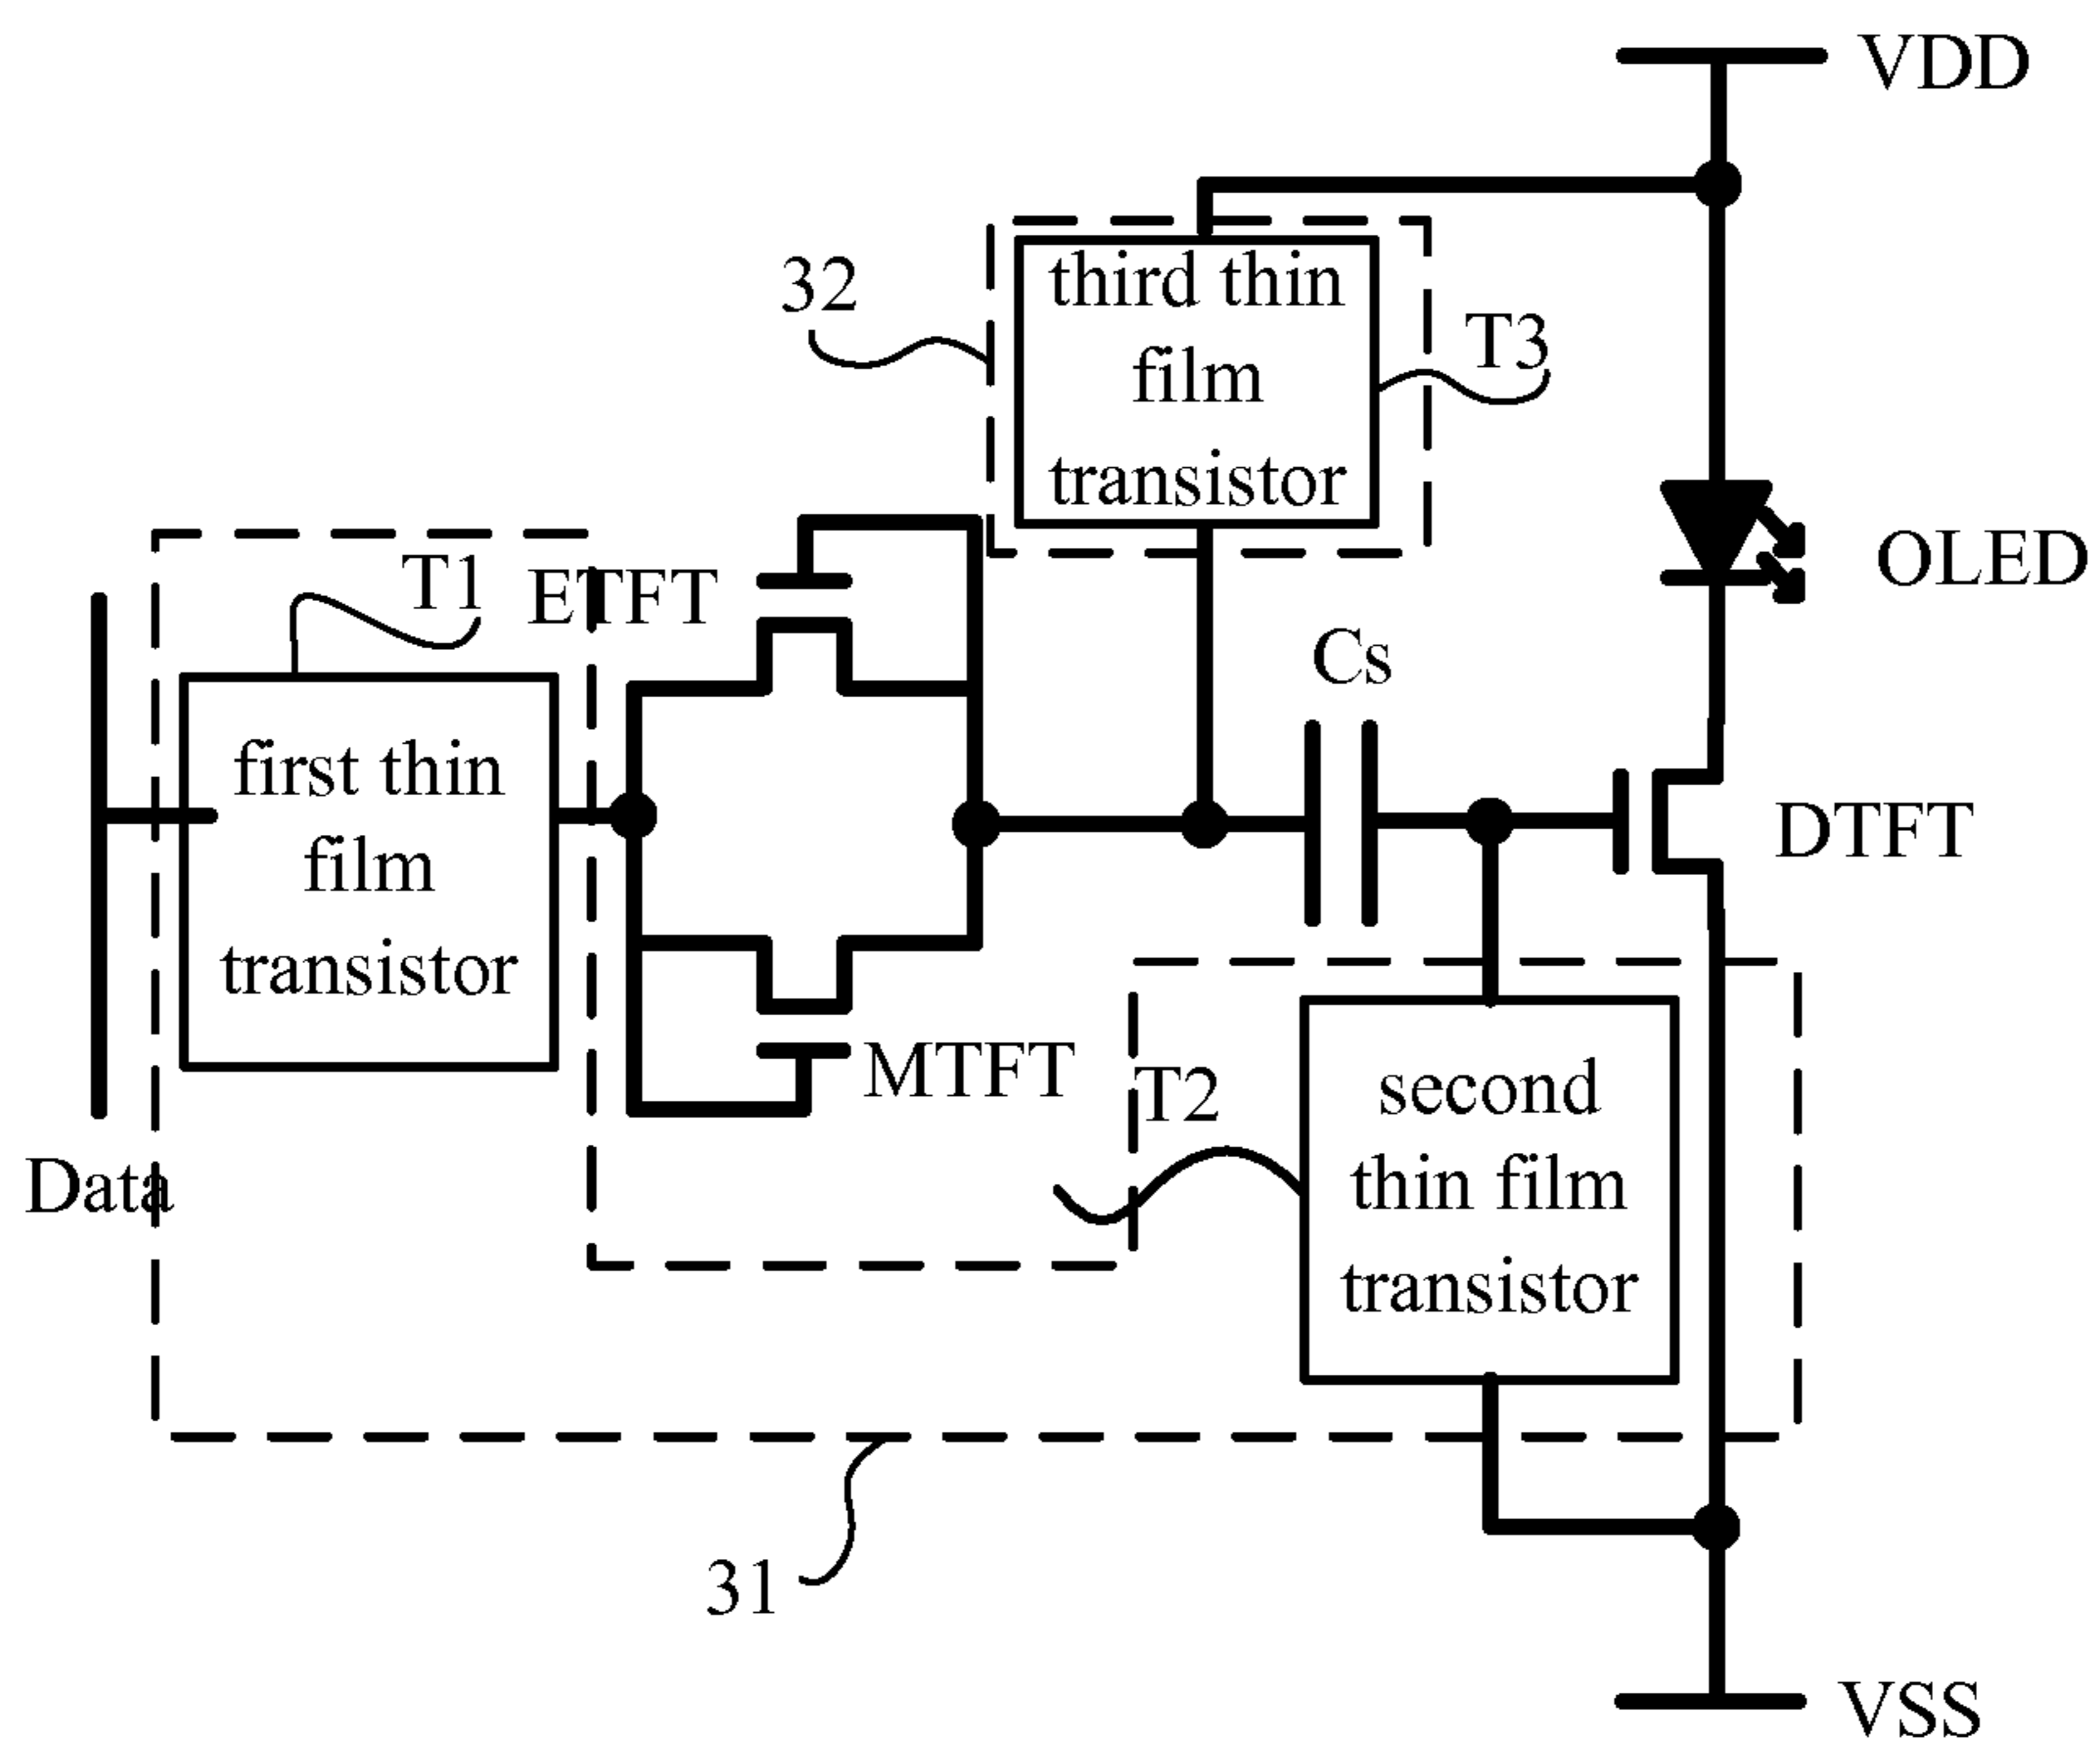 VDD
32
third thin
film
transistor
T3
T1
ETFT
OLED
Cs
first thin
film
transistor
DTFT
MTFT
T2
second
thin film
transistor
Data
31
VSS